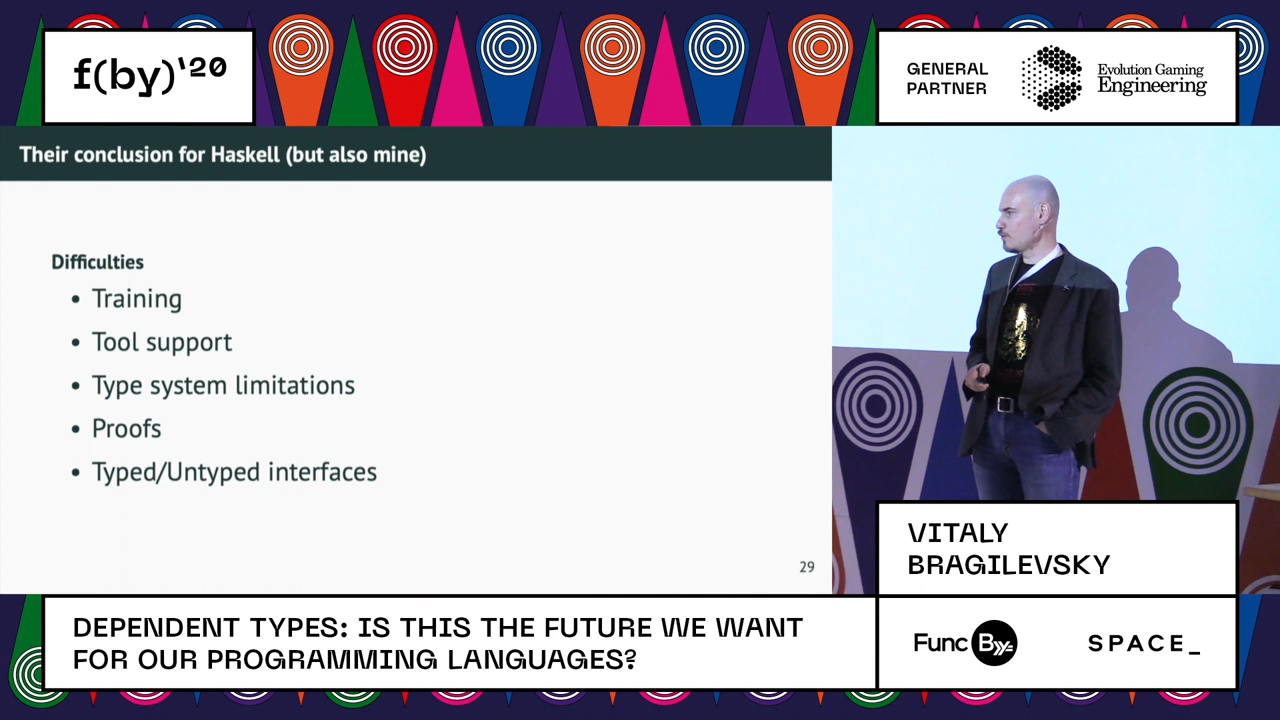 f(by)'20
GENERAL
PARTNER
Evolution Gaming
Engineering
Their conclusion for Haskell (but also mine)
Difficulties
• Training
• Tool support
• Type system limitations
• Proofs
• Typed/Untyped interfaces
29
VITALY
BRAGILEVSKY
DEPENDENT TYPES: IS THIS THE FUTURE WE WANT
FOR OUR PROGRAMMING LANGUAGES?
Func By
SPACE_